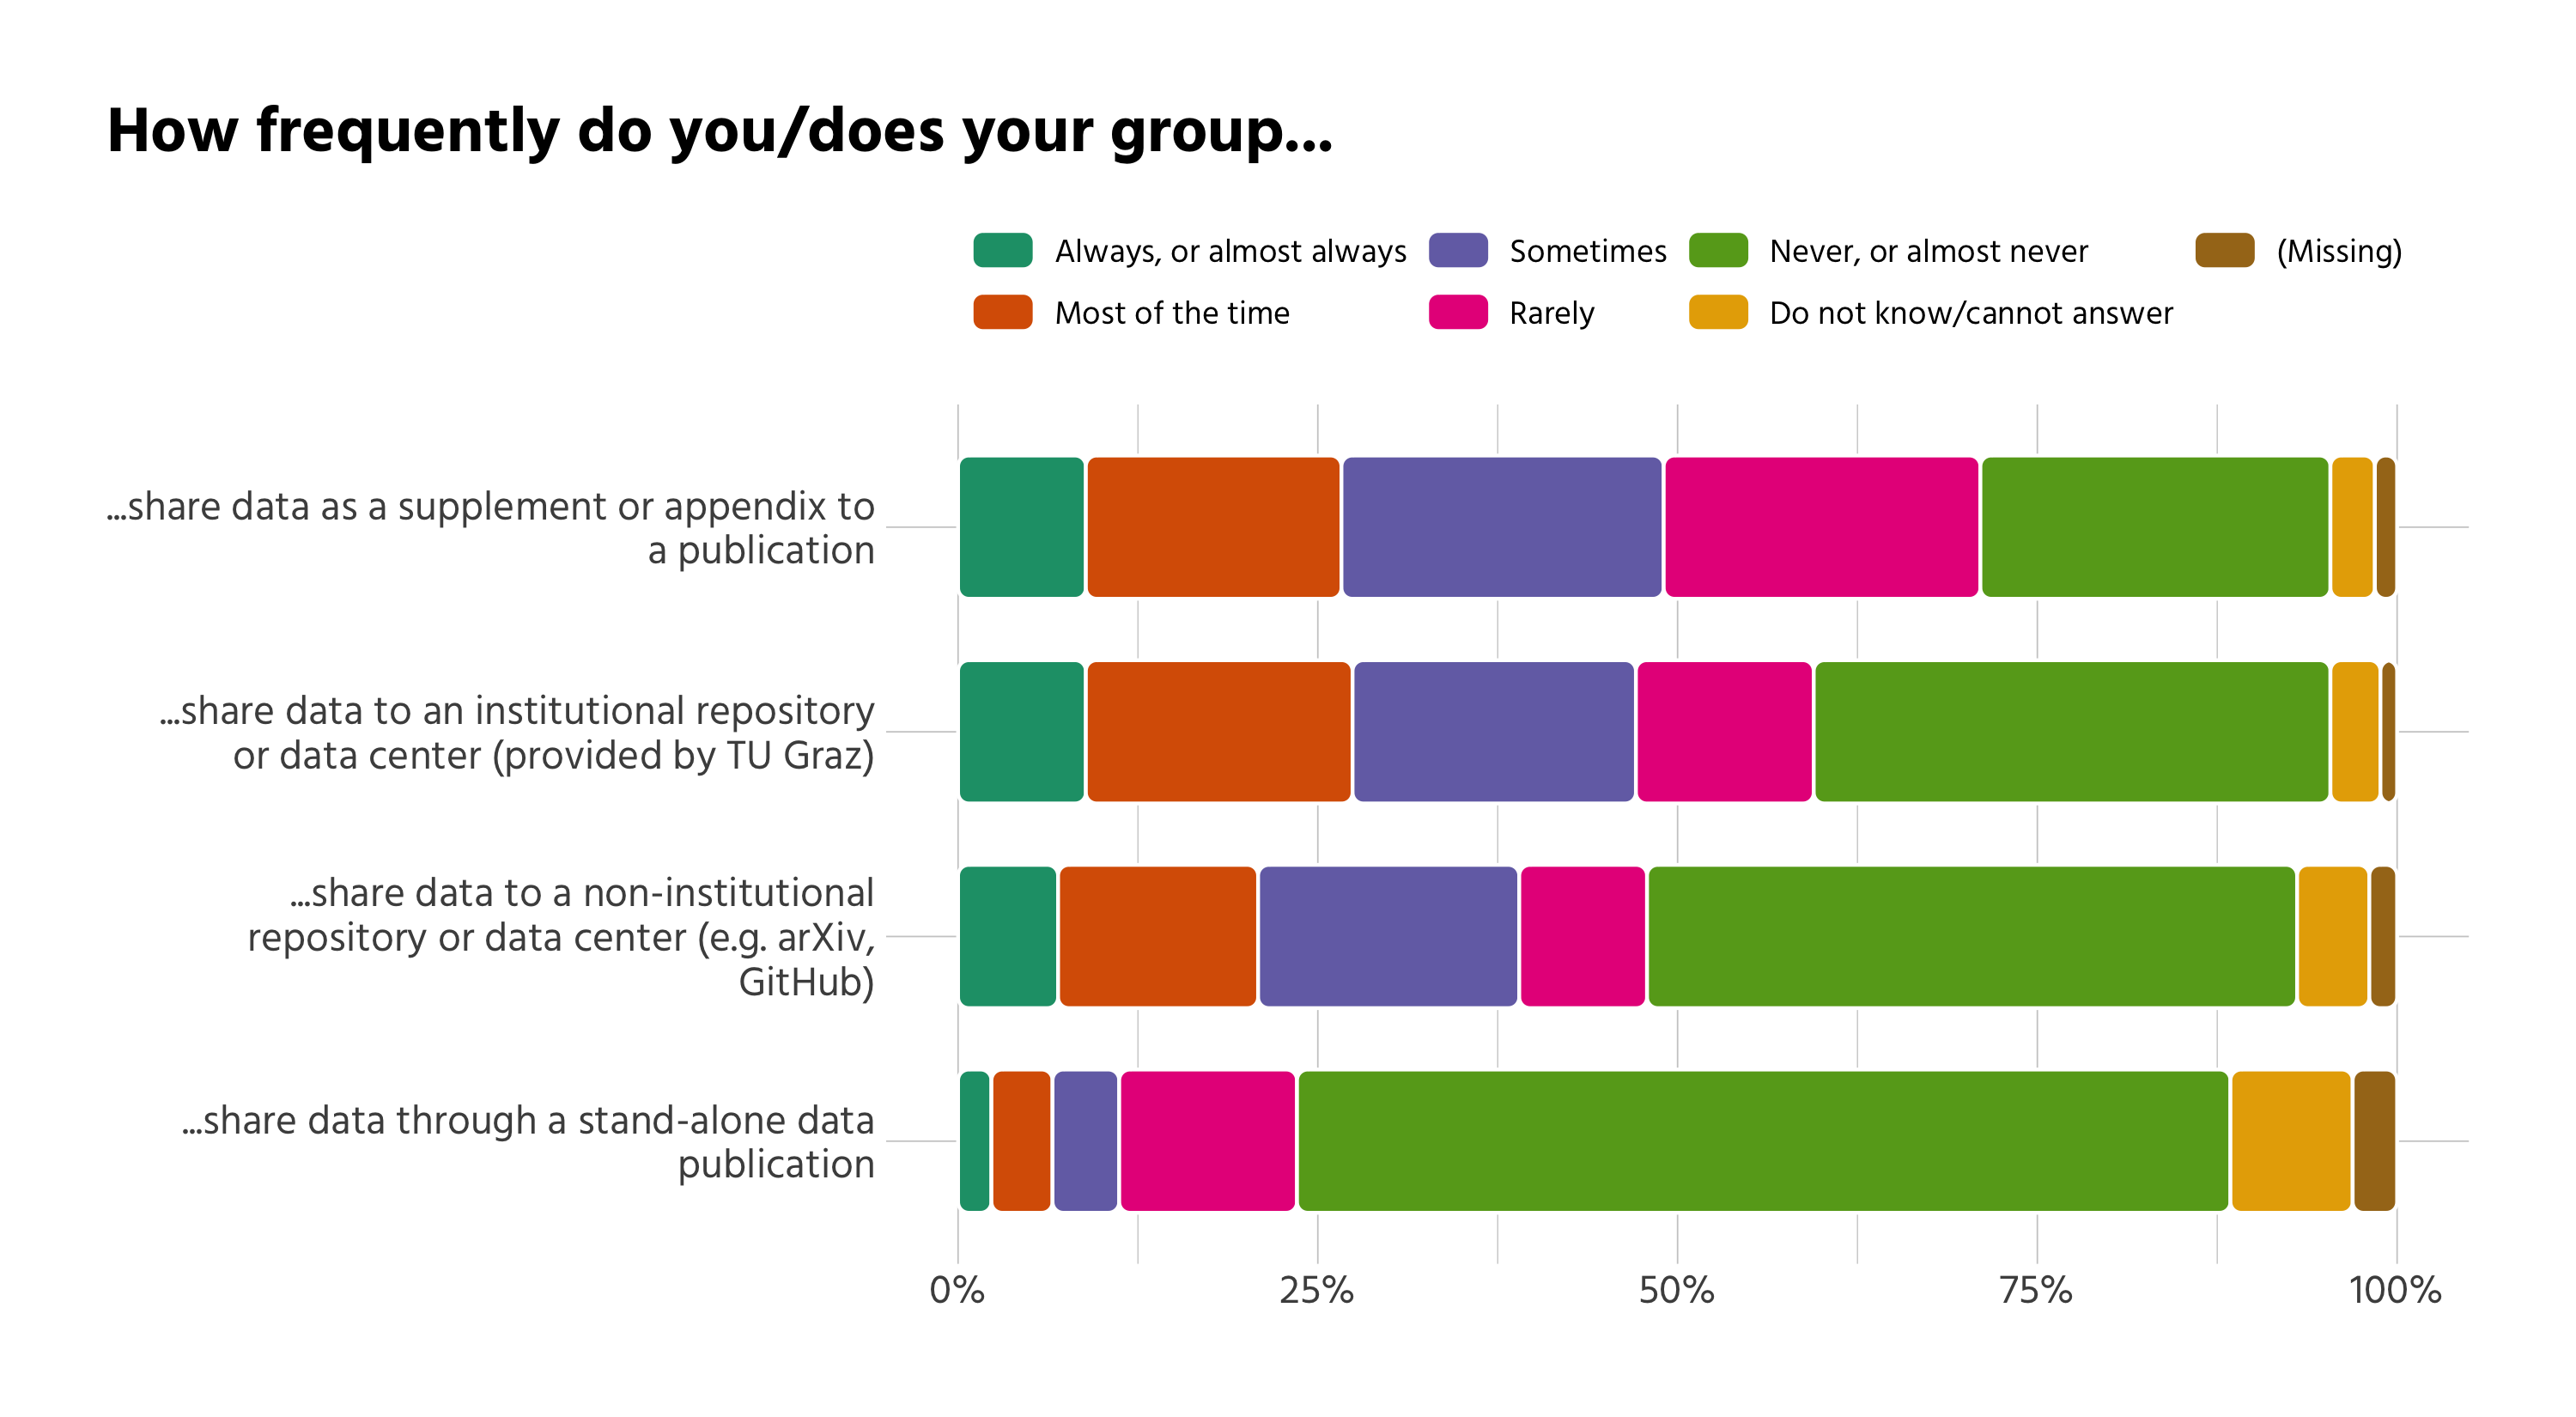 How frequently do you/does your group...
Always, or almost always
Sometimes
Never, or almost never
(Missing)
Most of the time
Rarely
Do not know/cannot answer
...share data as a supplement or appendix to
a publication
...share data to an institutional repository
or data center (provided by TU Graz)
...share data to a non-institutional
repository or data center (e.g. arXiv,
GitHub)
...share data through a stand-alone data
publication
0%
25%
50%
75%
100%